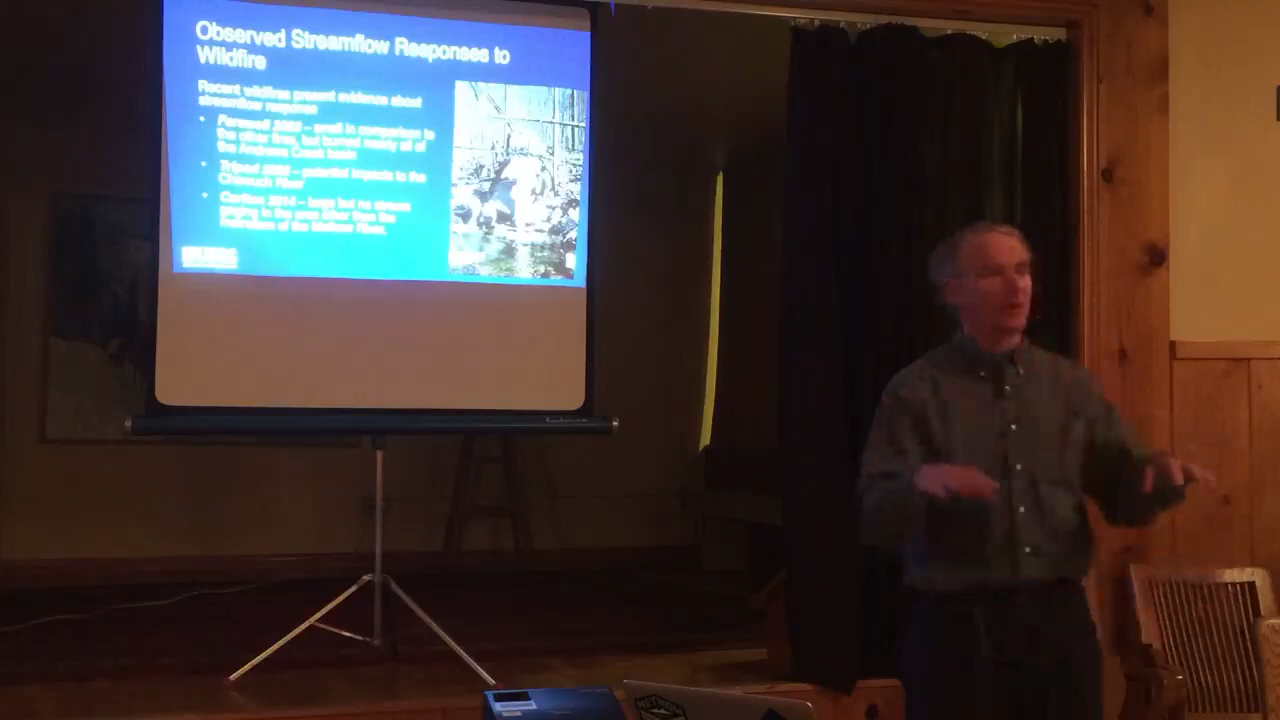 Observed Streamflow Responses to
Wildfire
Recent wildfires present evidence about
streamflow response
Farewell 2003 – small in comparison to
the other fires, but burned nearly all of
the Andrews Creek basin
Tripod 2006 – potential impacts to the
Chewuch River
Carlton 2014 – large but no stream
gaging in the area other than the
mainstem of the Methow River.
USGS
METHOW